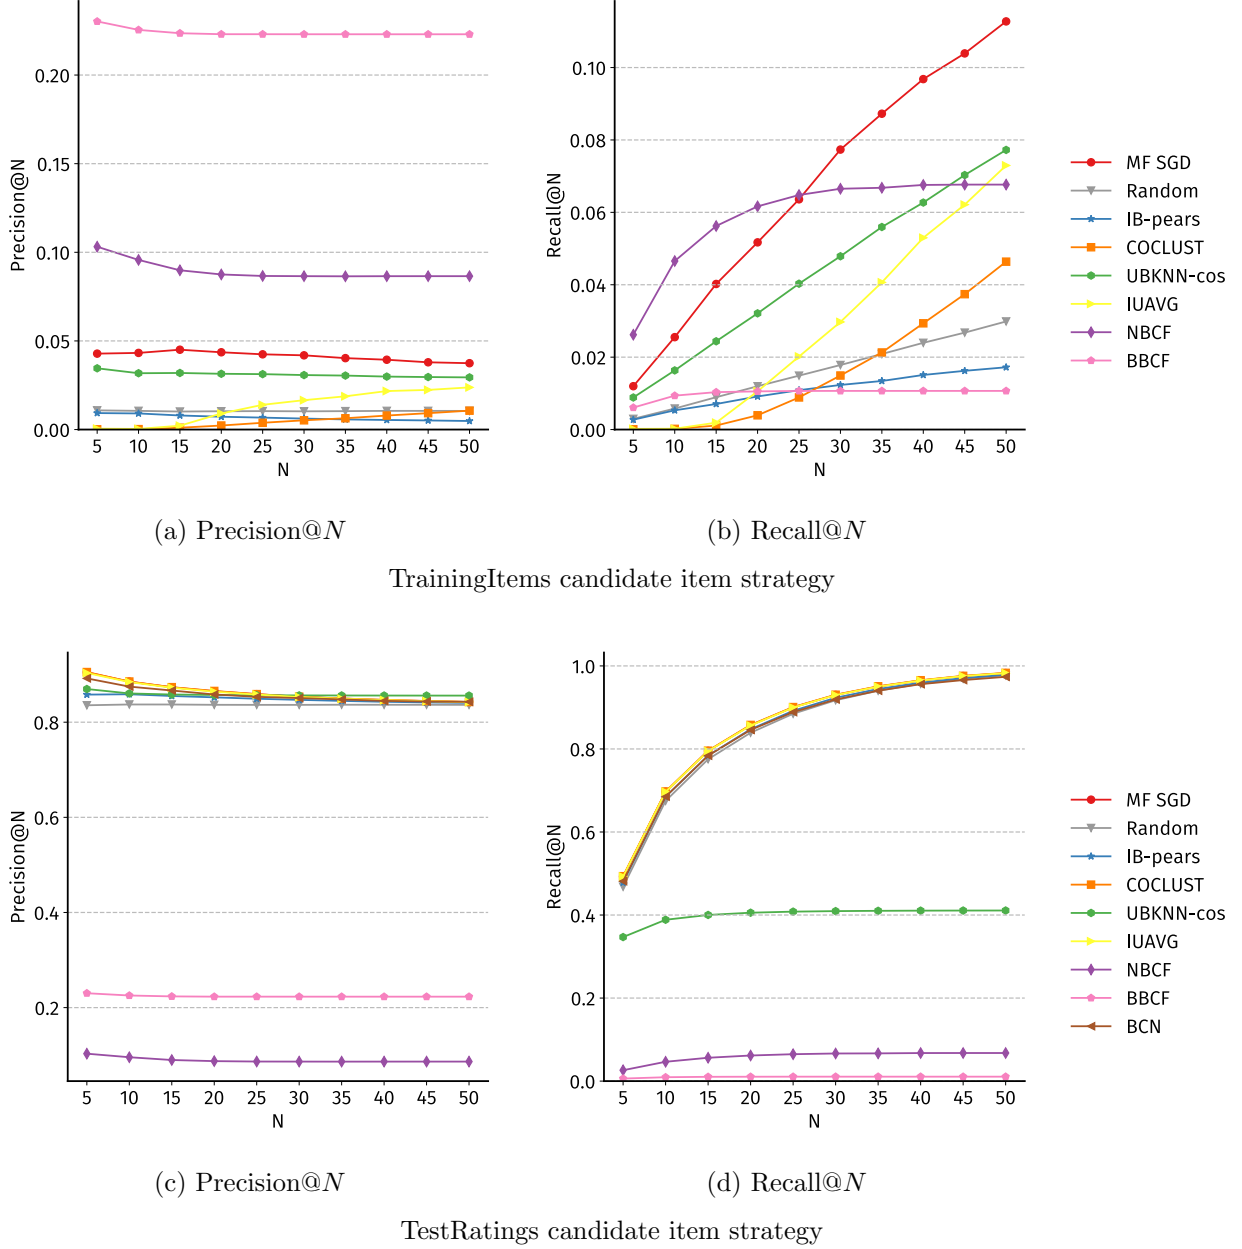 0.20
0.15
0.10
0.05
0.00
Precision@N
5 10 15 20 25 30 35 40 45 50
N
(a) Precision@N
0.10
0.08
0.06
0.04
0.02
0.00
Recall@N
5 10 15 20 25 30 35 40 45 50
N
(b) Recall@N
MF SGD
Random
IB-pears
COCLUST
UBKNN-cos
IUAVG
NBCF
BBCF
TrainingItems candidate item strategy
0.8
0.6
0.4
0.2
Precision@N
5 10 15 20 25 30 35 40 45 50
N
(c) Precision@N
1.0
0.8
0.6
0.4
0.2
0.0
Recall@N
5 10 15 20 25 30 35 40 45 50
N
(d) Recall@N
MF SGD
Random
IB-pears
COCLUST
UBKNN-cos
IUAVG
NBCF
BBCF
BCN
TestRatings candidate item strategy